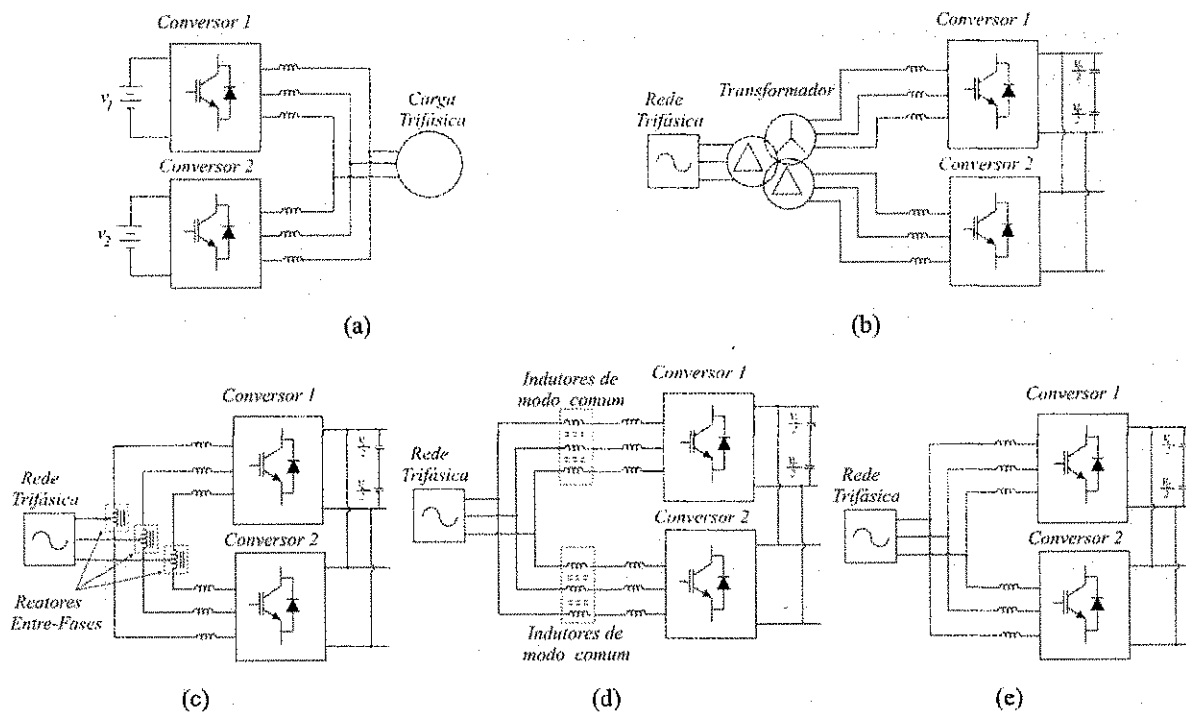 Conversor 1
v1
Conversor 2
v2
Carga
Trifásica
(a)
Rede
Trifásica
Transformador
Conversor 1
Conversor 2
(b)
Conversor 1
Rede
Trifásica
Conversor 2
Reatores
Entre-Fases
(c)
Indutores de
modo comum
Conversor 1
Rede
Trifásica
Conversor 2
Indutores de
modo comum
(d)
Conversor 1
Rede
Trifásica
Conversor 2
(e)